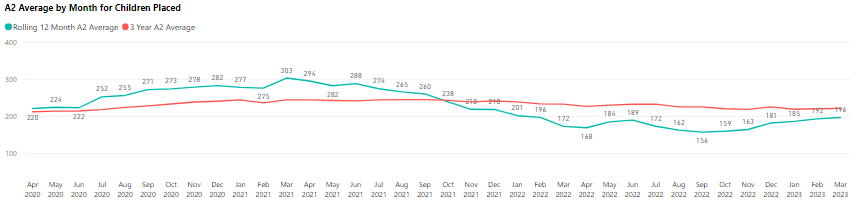 A2 Average by Month for Children Placed
Rolling 12 Month A2 Average 3 Year A2 Average
400
300
200
100
220 224 222 252 255 271 273 278 282 277 275 303 294 282 288 274 265 260 238 218 218 201 196 172 168 184 189 172 162 156 159 163 181 185 192 196
Apr May Jun Jul Aug Sep Oct Nov Dec Jan Feb Mar Apr May Jun Jul Aug Sep Oct Nov Dec Jan Feb Mar Apr May Jun Jul Aug Sep Oct Nov Dec Jan Feb Mar
2020 2020 2020 2020 2020 2020 2020 2020 2020 2021 2021 2021 2021 2021 2021 2021 2021 2021 2021 2021 2021 2022 2022 2022 2022 2022 2022 2022 2022 2022 2022 2022 2022 2023 2023 2023